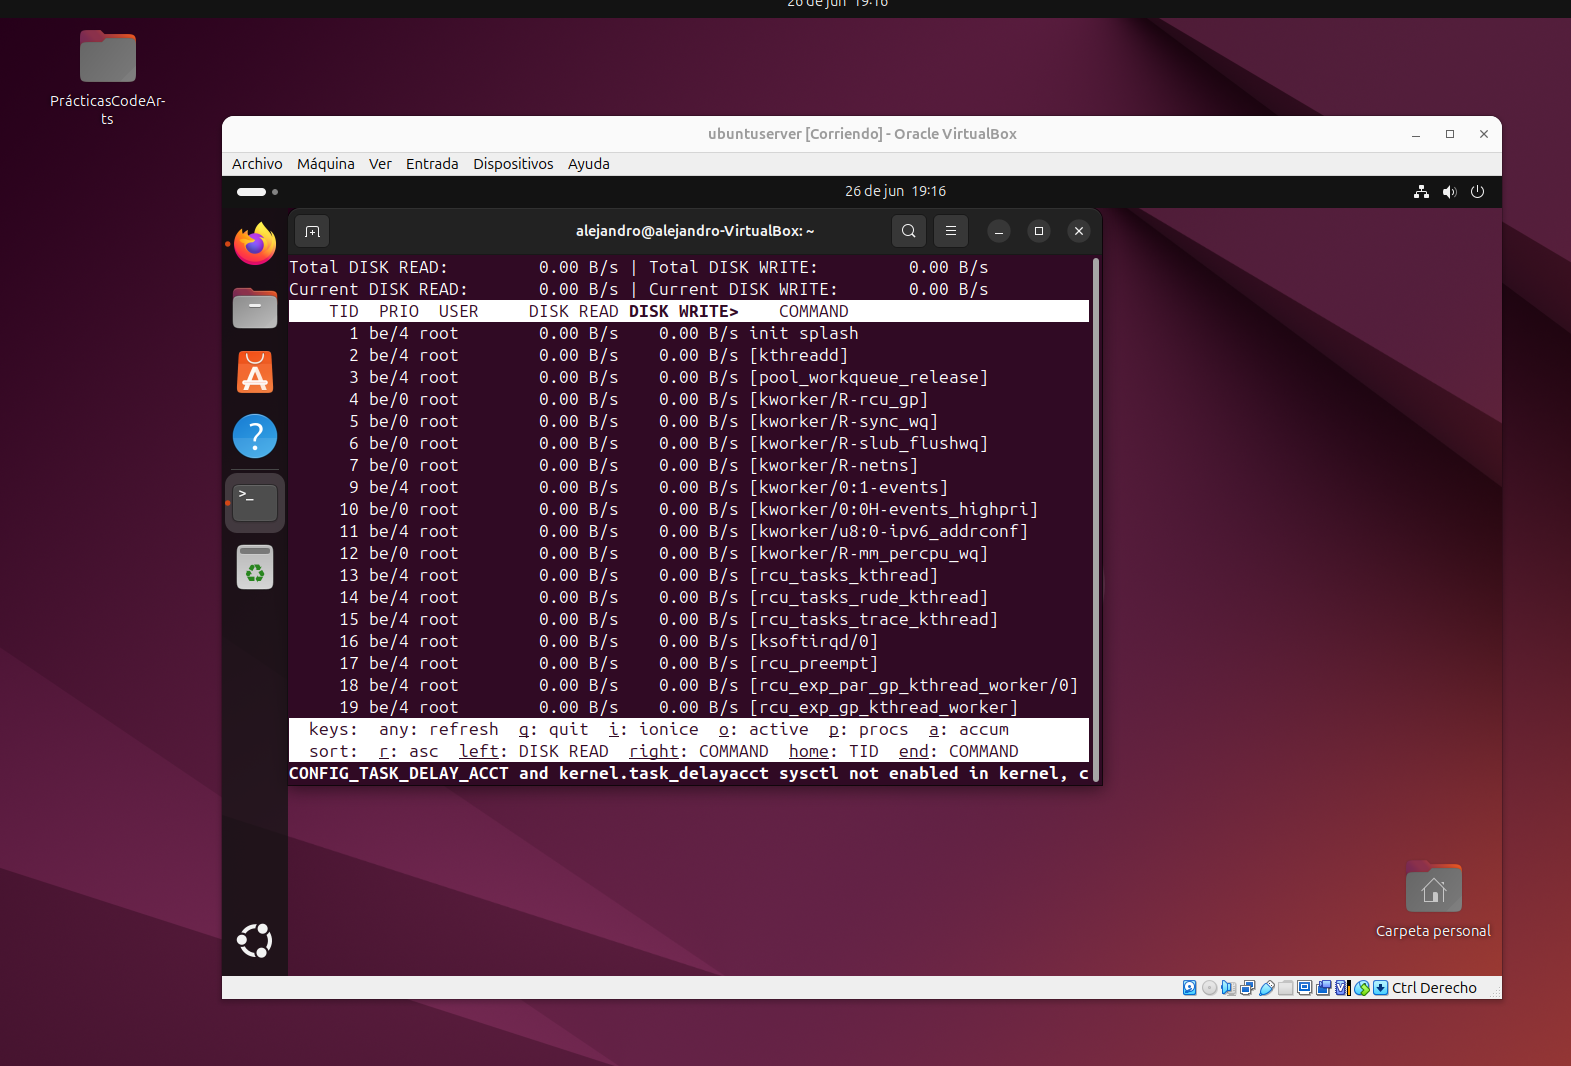 26 de jun 19:16
PrácticasCodeAr-
ts
ubuntuserver [Corriendo] - Oracle VirtualBox
Archivo Máquina Ver Entrada Dispositivos Ayuda
26 de jun 19:16
alejandro@alejandro-VirtualBox: ~
Total DISK READ: 0.00 B/s | Total DISK WRITE: 0.00 B/s
Current DISK READ: 0.00 B/s | Current DISK WRITE: 0.00 B/s
TID PRIO USER DISK READ DISK WRITE> COMMAND
1 be/4 root 0.00 B/s 0.00 B/s init splash
2 be/4 root 0.00 B/s 0.00 B/s [kthreadd]
3 be/4 root 0.00 B/s 0.00 B/s [pool_workqueue_release]
4 be/0 root 0.00 B/s 0.00 B/s [kworker/R-rcu_gp]
5 be/0 root 0.00 B/s 0.00 B/s [kworker/R-sync_wq]
6 be/0 root 0.00 B/s 0.00 B/s [kworker/R-slub_flushwq]
7 be/0 root 0.00 B/s 0.00 B/s [kworker/R-netns]
9 be/4 root 0.00 B/s 0.00 B/s [kworker/0:1-events]
10 be/0 root 0.00 B/s 0.00 B/s [kworker/0:0H-events_highpri]
11 be/4 root 0.00 B/s 0.00 B/s [kworker/u8:0-ipv6_addrconf]
12 be/0 root 0.00 B/s 0.00 B/s [kworker/R-mm_percpu_wq]
13 be/4 root 0.00 B/s 0.00 B/s [rcu_tasks_kthread]
14 be/4 root 0.00 B/s 0.00 B/s [rcu_tasks_rude_kthread]
15 be/4 root 0.00 B/s 0.00 B/s [rcu_tasks_trace_kthread]
16 be/4 root 0.00 B/s 0.00 B/s [ksoftirqd/0]
17 be/4 root 0.00 B/s 0.00 B/s [rcu_preempt]
18 be/4 root 0.00 B/s 0.00 B/s [rcu_exp_par_gp_kthread_worker/0]
19 be/4 root 0.00 B/s 0.00 B/s [rcu_exp_gp_kthread_worker]
keys: any: refresh q: quit i: ionice o: active p: procs a: accum
sort: r: asc left: DISK READ right: COMMAND home: TID end: COMMAND
CONFIG_TASK_DELAY_ACCT and kernel.task_delayacct sysctl not enabled in kernel, c
Carpeta personal
Ctrl Derecho